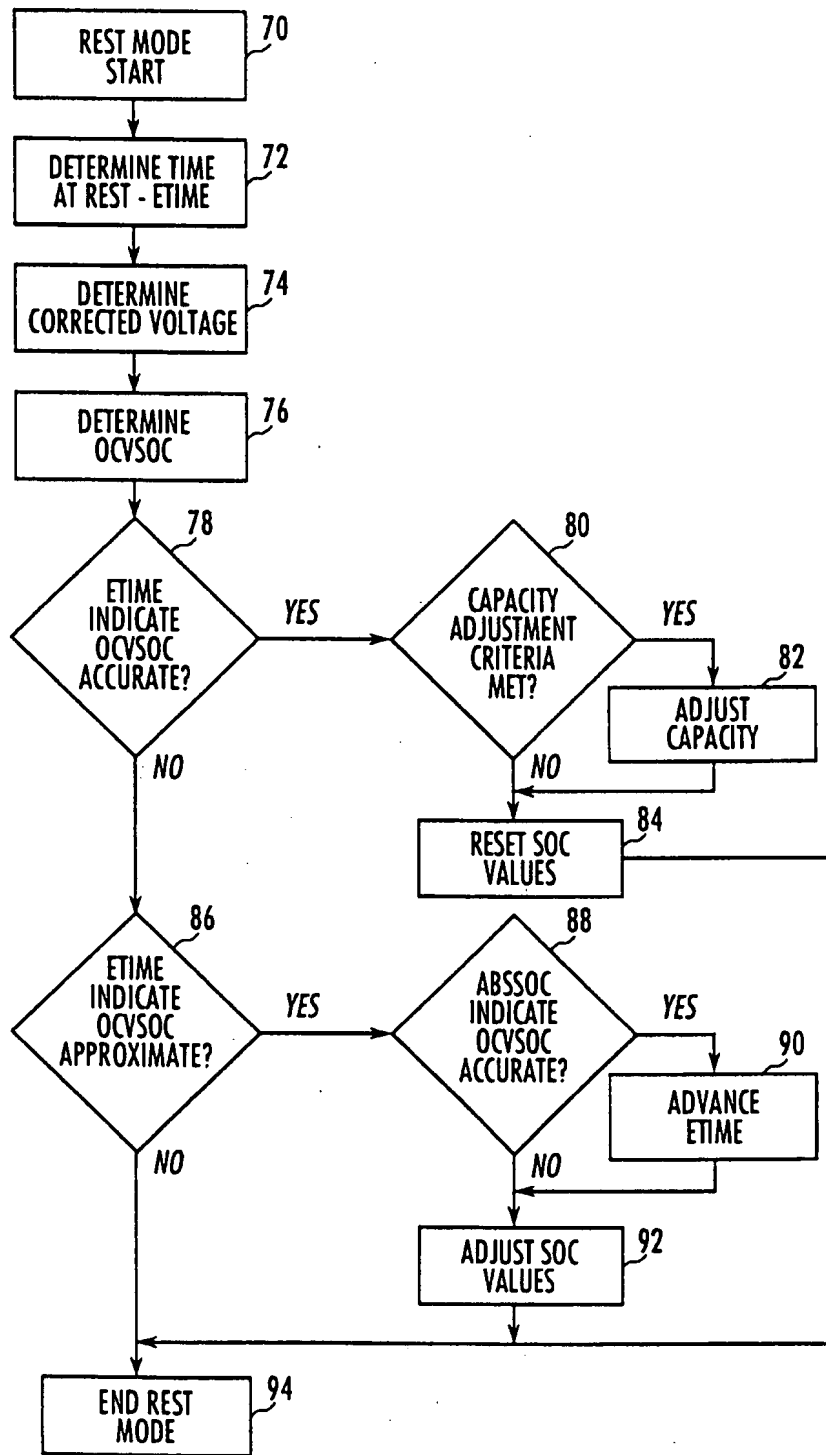 REST MODE
START
70
DETERMINE TIME
AT REST - ETIME
72
DETERMINE
CORRECTED VOLTAGE
74
DETERMINE
OCVSOC
76
78
ETIME
INDICATE
OCVSOC
ACCURATE?
YES
NO
80
CAPACITY
ADJUSTMENT
CRITERIA
MET?
YES
NO
82
ADJUST
CAPACITY
84
RESET SOC
VALUES
86
ETIME
INDICATE
OCVSOC
APPROXIMATE?
YES
NO
88
ABSSOC
INDICATE
OCVSOC
ACCURATE?
YES
NO
90
ADVANCE
ETIME
ADJUST SOC
VALUES
92
END REST
MODE
94